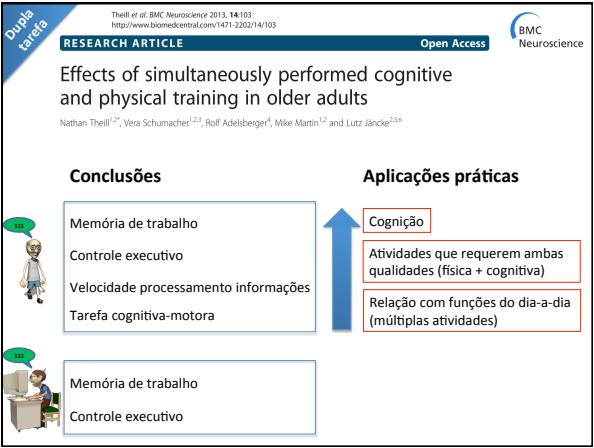 Dupla
tarefa
Theill et al. BMC Neuroscience 2013, 14:103
http://www.biomedcentral.com/1471-2202/14/103
BMC
Neuroscience
RESEARCH ARTICLE
Open Access
Effects of simultaneously performed cognitive
and physical training in older adults
Nathan Theill1,2*, Vera Schumacher1,2,3, Rolf Adelsberger4, Mike Martin1,2 and Lutz Jäncke2,5,6
Conclusões
111
Memória de trabalho
Controle executivo
Velocidade processamento informações
Tarefa cognitiva-motora
111
Memória de trabalho
Controle executivo
Aplicações práticas
Cognição
Atividades que requerem ambas
qualidades (física + cognitiva)
Relação com funções do dia-a-dia
(múltiplas atividades)